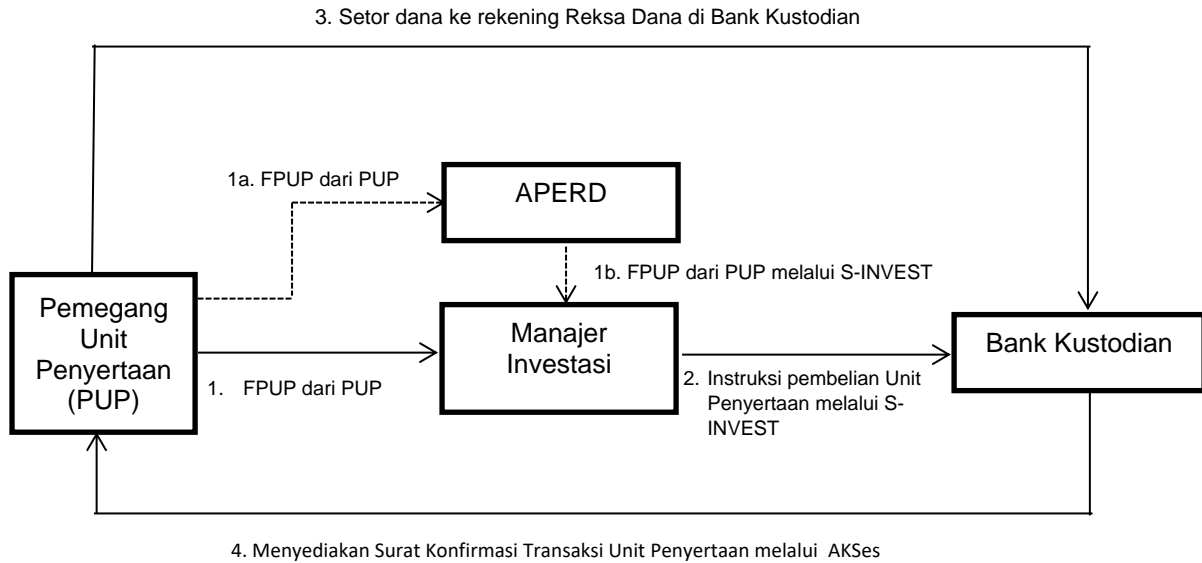 3. Setor dana ke rekening Reksa Dana di Bank Kustodian
1a. FPUP dari PUP
APERD
1b. FPUP dari PUP melalui S-INVEST
Pemegang
Unit
Penyertaan
(PUP)
Manajer
Investasi
Bank Kustodian
1. FPUP dari PUP
2. Instruksi pembelian Unit
Penyertaan melalui S-
INVEST
4. Menyediakan Surat Konfirmasi Transaksi Unit Penyertaan melalui AKSes